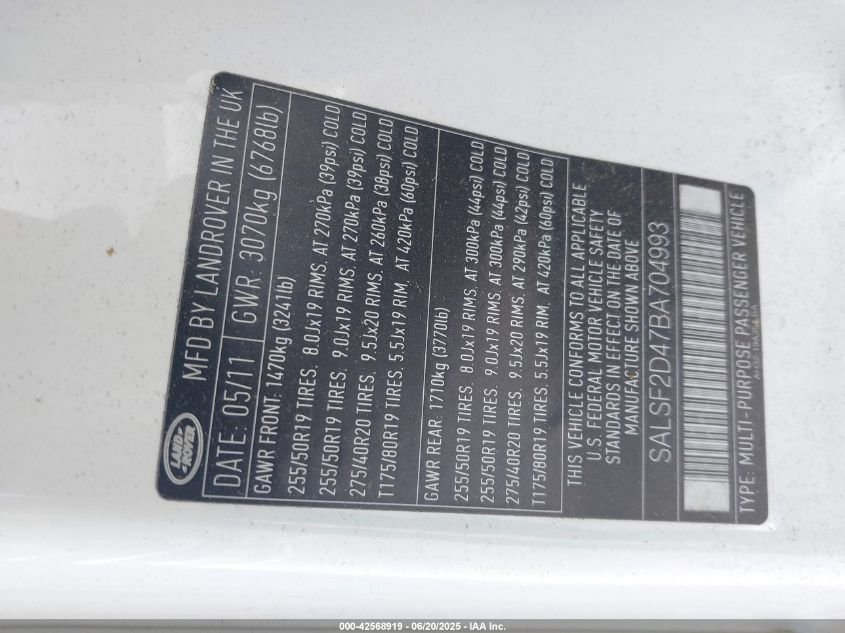 LAND-
ROVER
MFD BY LANDROVER IN THE UK
DATE: 05/11 GWR: 3070kg (6768lb)
GAWR FRONT: 1470kg (3241lb)
255/50R19 TIRES. 8.0Jx19 RIMS. AT 270kPa (39psi) COLD
255/50R19 TIRES. 9.0Jx19 RIMS. AT 270kPa (39psi) COLD
275/40R20 TIRES. 9.5Jx20 RIMS. AT 260kPa (38psi) COLD
T175/80R19 TIRES. 5.5Jx19 RIM. AT 420kPa (60psi) COLD
GAWR REAR: 1710kg (3770lb)
255/50R19 TIRES. 8.0Jx19 RIMS. AT 300kPa (44psi) COLD
255/50R19 TIRES. 9.0Jx19 RIMS. AT 300kPa (44psi) COLD
275/40R20 TIRES. 9.5Jx20 RIMS. AT 290kPa (42psi) COLD
T175/80R19 TIRES 5.5Jx19 RIM. AT 420kPa (60psi) COLD
THIS VEHICLE CONFORMS TO ALL APPLICABLE
U.S. FEDERAL MOTOR VEHICLE SAFETY
STANDARDS IN EFFECT ON THE DATE OF
MANUFACTURE SHOWN ABOVE
SALSF2D47BA704993
TYPE: MULTI-PURPOSE PASSENGER VEHICLE
000-42568919 - 06/20/2025 - IAA Inc.